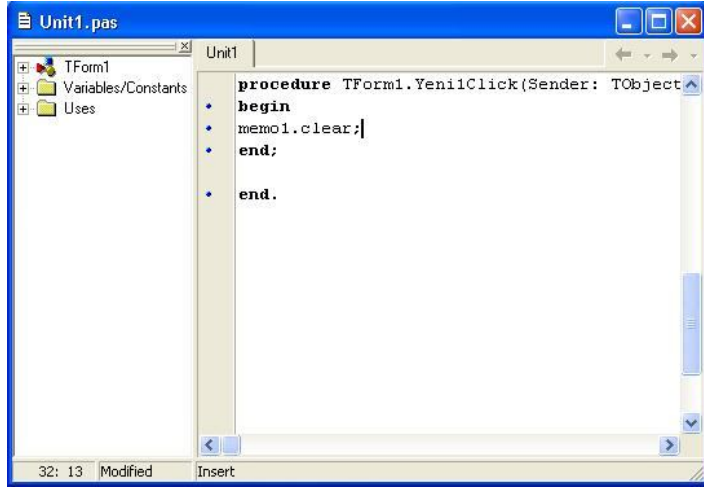 Unit1.pas
TForm1
Variables/Constants
Uses
Unit1
procedure TForm1.Yeni1Click(Sender: TObject
begin
memo1.clear;
end;
end.
32: 13 Modified Insert